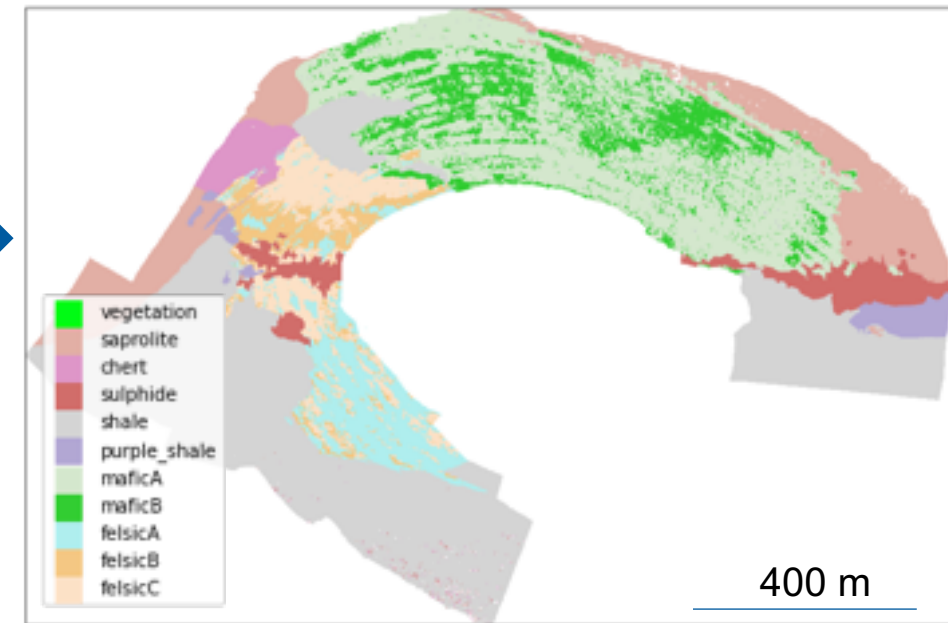 vegetation
saprolite
chert
sulphide
shale
purple_shale
maficA
maficB
felsicA
felsicB
felsicC
400 m